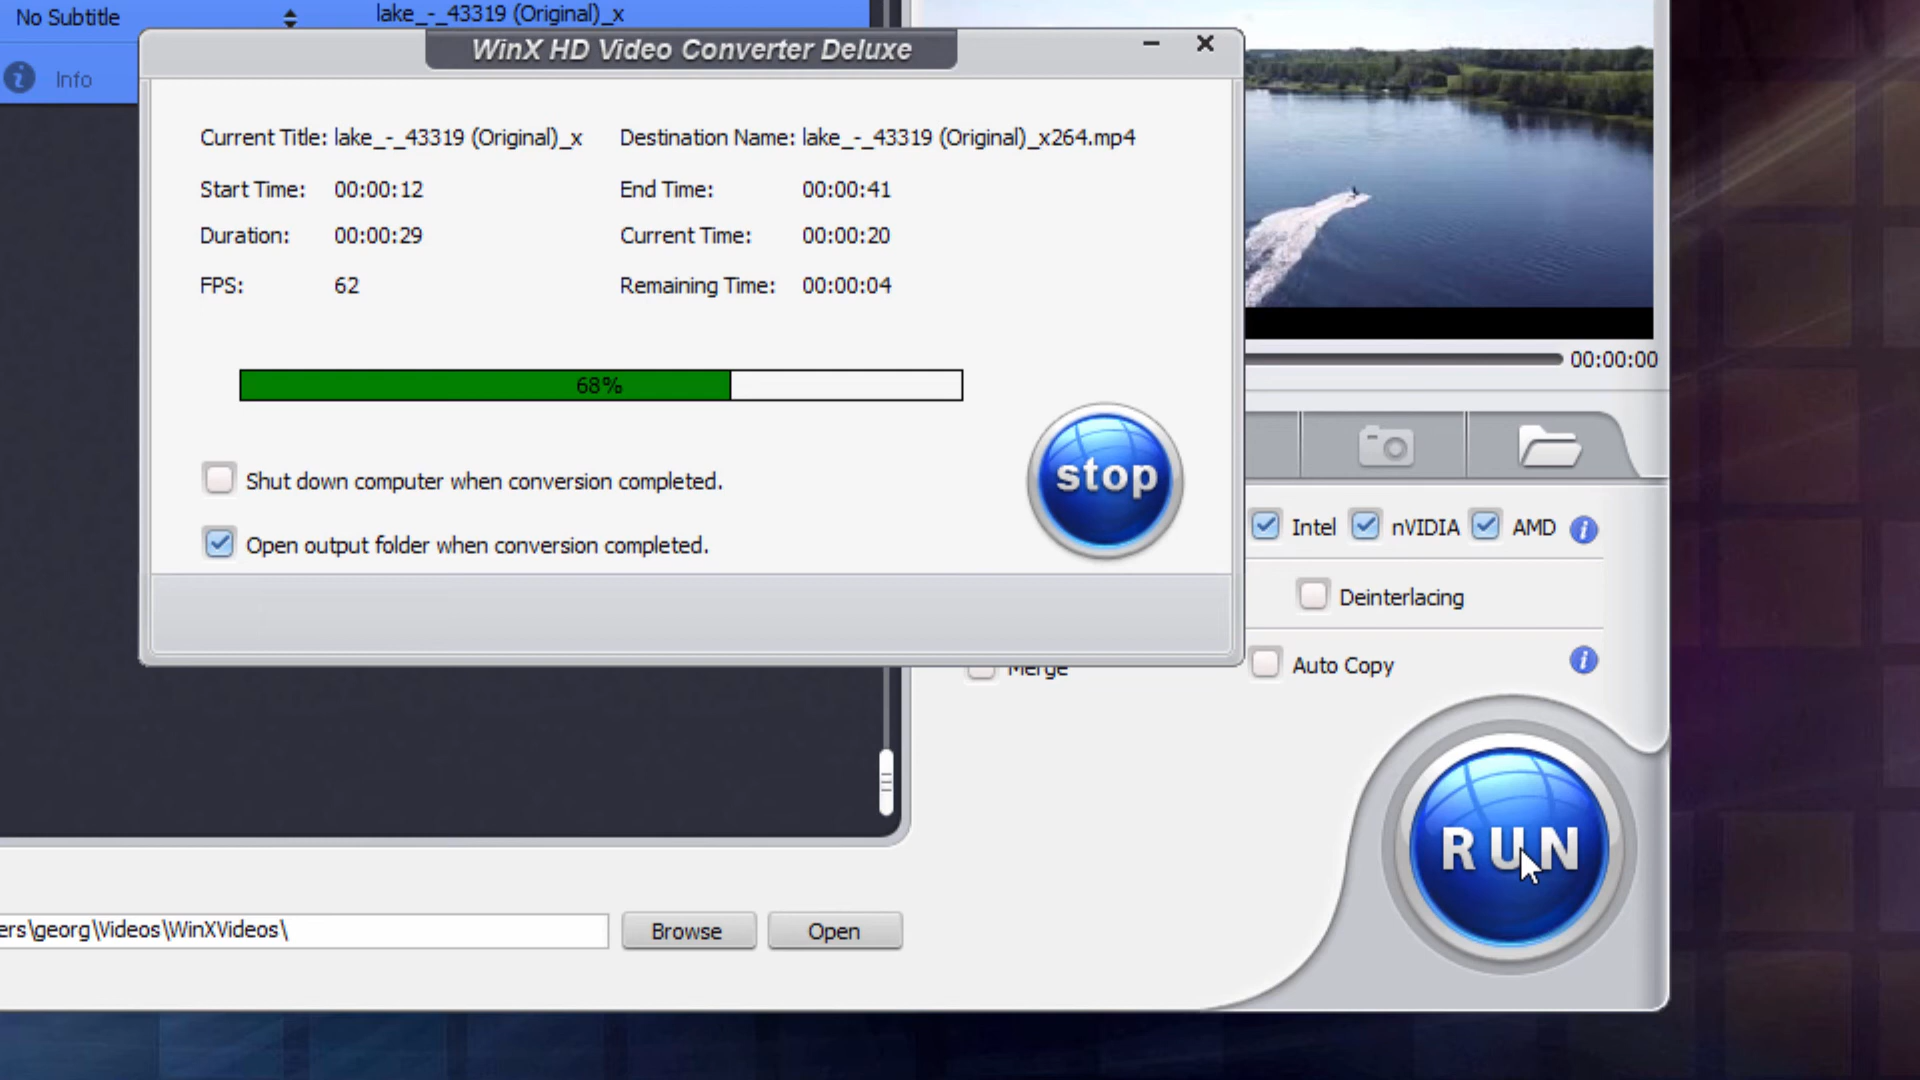 No Subtitle
lake_-_43319 (Original)_x
Info
WinX HD Video Converter Deluxe
Current Title: lake_-_43319 (Original)_x
Destination Name: lake_-_43319 (Original)_x264.mp4
Start Time: 00:00:12
End Time: 00:00:41
Duration: 00:00:29
Current Time: 00:00:20
FPS: 62
Remaining Time: 00:00:04
00:00:00
68%
stop
Shut down computer when conversion completed.
Open output folder when conversion completed.
Intel nVIDIA AMD
Deinterlacing
Merge
Auto Copy
RUN
ers\georg\Videos\WinXVideos\
Browse
Open